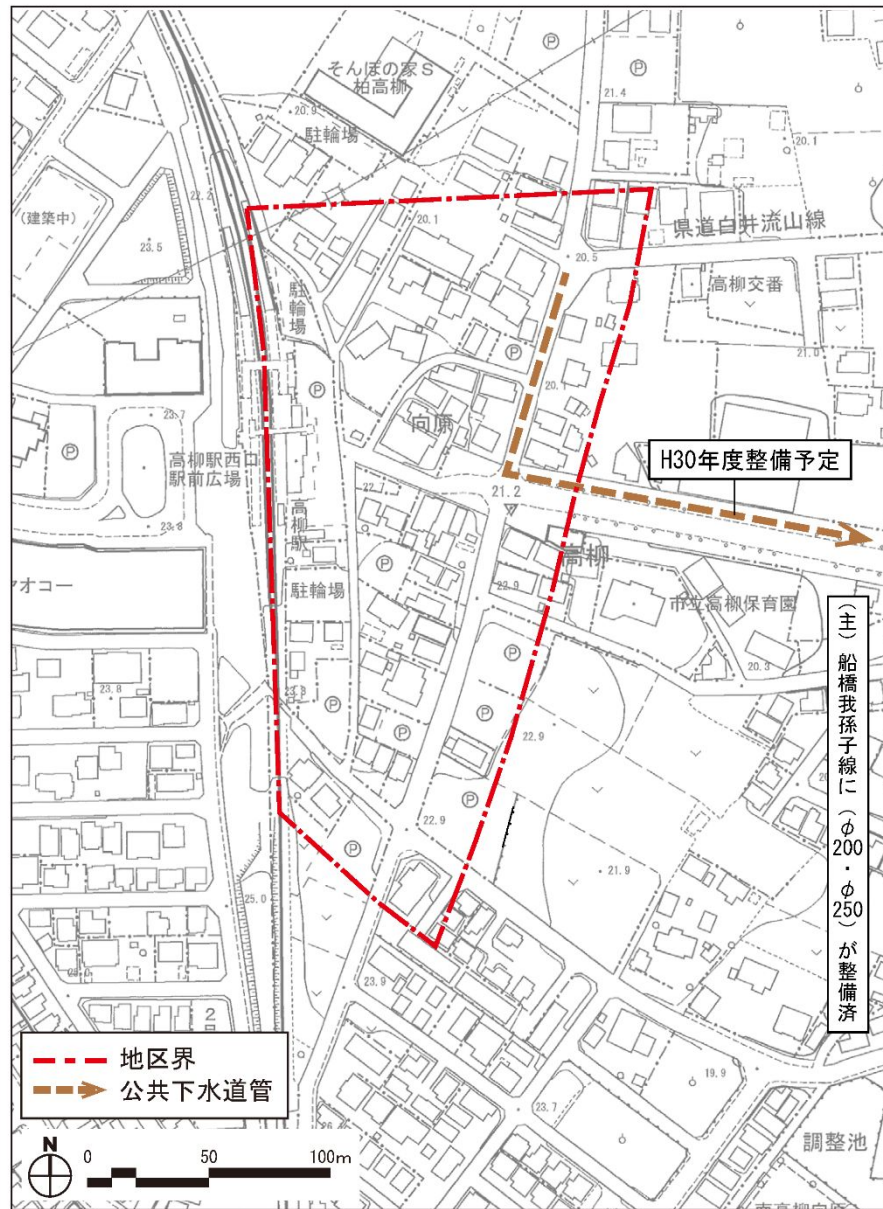 そんぽの家S
柏高柳
P
P
21.4
20.9
駐輪場
20.1
22.2
(建築中)
23.5
20.1
県道白井流山線
20.5
高柳交番
駐輪場
21.0
P
P
20.1
向原
23.7
P
高柳駅西口
駅前広場
H30年度整備予定
22.1
21.2
23.8
高柳駅
高柳
P
ヤオコー
駐輪場
22.9
市立高柳保育園
P
20.3
23.8
23.3
P
(主)船橋我孫子線に(φ200・φ250)が整備済
P
22.9
P
22.9
P
21.9
25.0
23.9
2
19.9
23.7
地区界
公共下水道管
調整池
N
0 50 100m